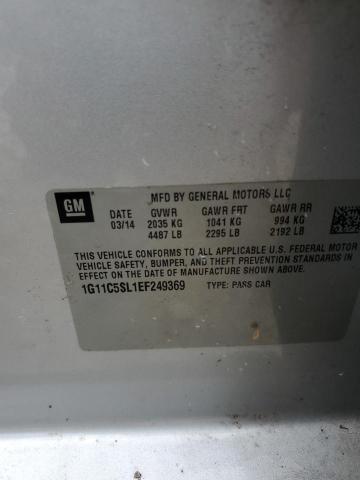 GM
MFD BY GENERAL MOTORS LLC
DATE GVWR GAWR FRT GAWR RR
03/14 2035 KG 1041 KG 994 KG
4487 LB 2295 LB 2192 LB
THIS VEHICLE CONFORMS TO ALL APPLICABLE U.S. FEDERAL MOTOR
VEHICLE SAFETY, BUMPER, AND THEFT PREVENTION STANDARDS IN
EFFECT ON THE DATE OF MANUFACTURE SHOWN ABOVE.
1G11C5SL1EF249369 TYPE: PASS CAR